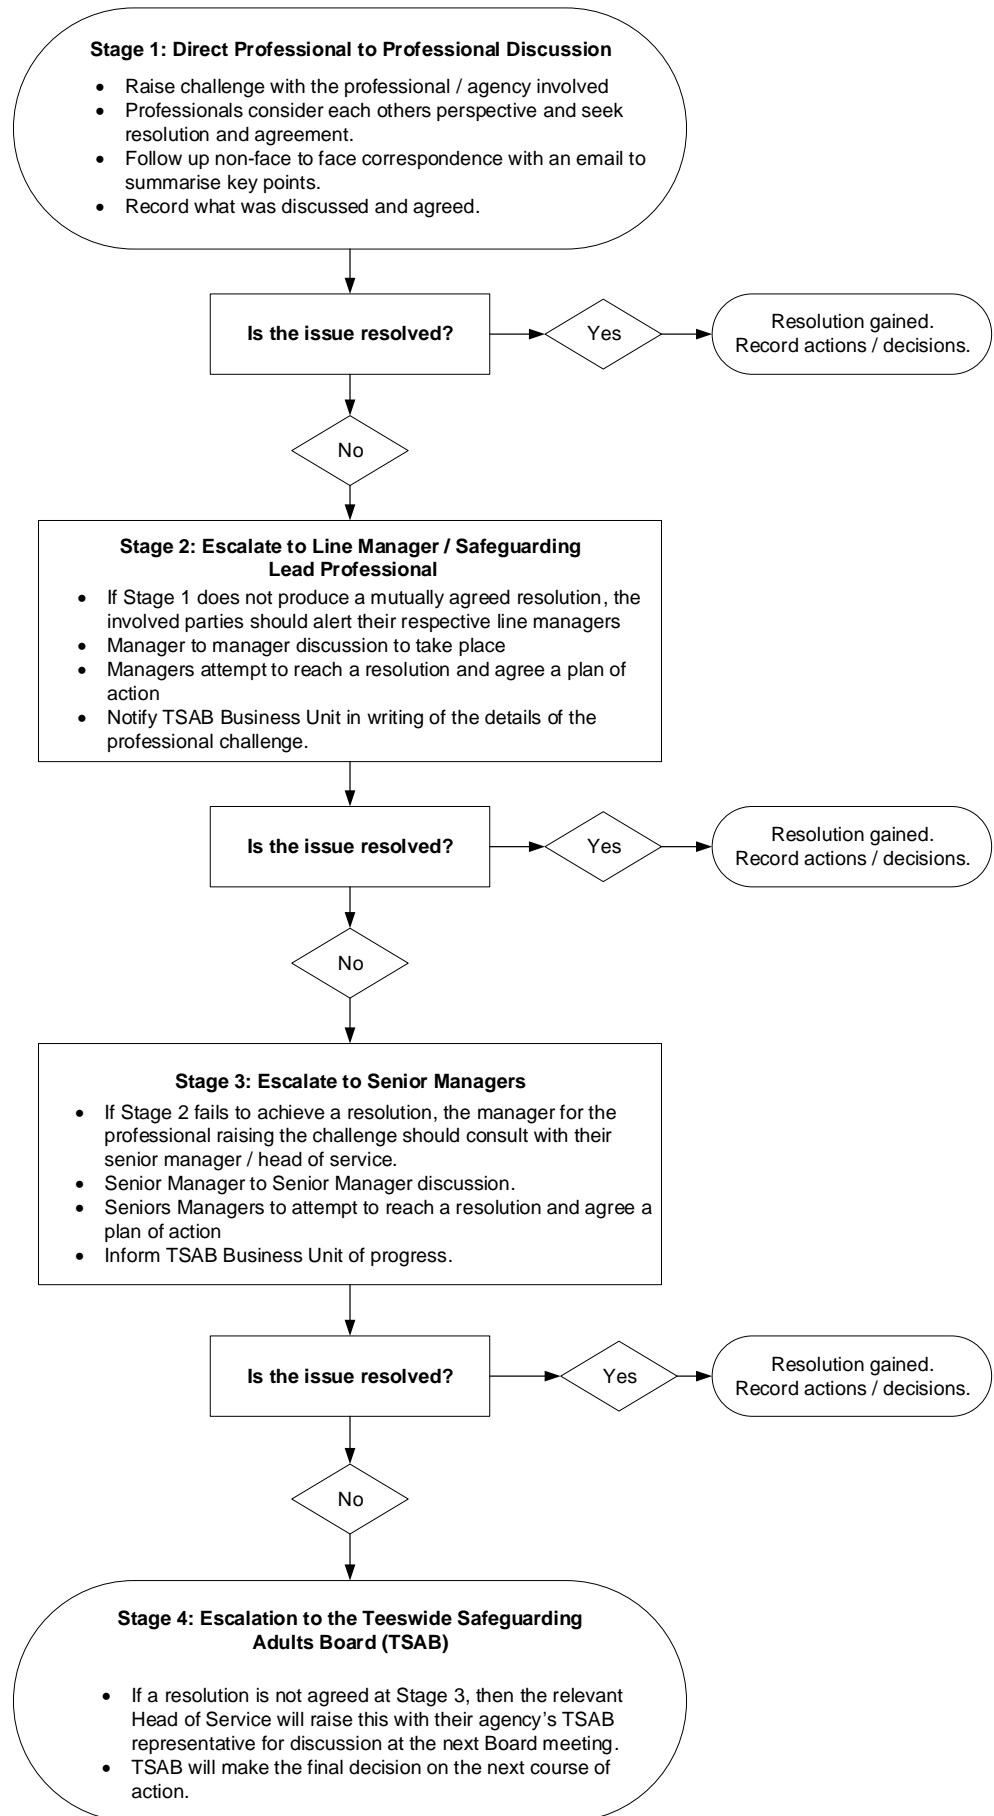 Stage 1: Direct Professional to Professional Discussion
• Raise challenge with the professional / agency involved
• Professionals consider each others perspective and seek
resolution and agreement.
• Follow up non-face to face correspondence with an email to
summarise key points.
• Record what was discussed and agreed.
Is the issue resolved?
Yes
Resolution gained.
Record actions / decisions.
No
Stage 2: Escalate to Line Manager / Safeguarding
Lead Professional
• If Stage 1 does not produce a mutually agreed resolution, the
involved parties should alert their respective line managers
• Manager to manager discussion to take place
• Managers attempt to reach a resolution and agree a plan of
action
• Notify TSAB Business Unit in writing of the details of the
professional challenge.
Is the issue resolved?
Yes
Resolution gained.
Record actions / decisions.
No
Stage 3: Escalate to Senior Managers
• If Stage 2 fails to achieve a resolution, the manager for the
professional raising the challenge should consult with their
senior manager / head of service.
• Senior Manager to Senior Manager discussion.
• Seniors Managers to attempt to reach a resolution and agree a
plan of action
• Inform TSAB Business Unit of progress.
Is the issue resolved?
Yes
Resolution gained.
Record actions / decisions.
No
Stage 4: Escalation to the Teeswide Safeguarding
Adults Board (TSAB)
• If a resolution is not agreed at Stage 3, then the relevant
Head of Service will raise this with their agency’s TSAB
representative for discussion at the next Board meeting.
• TSAB will make the final decision on the next course of
action.